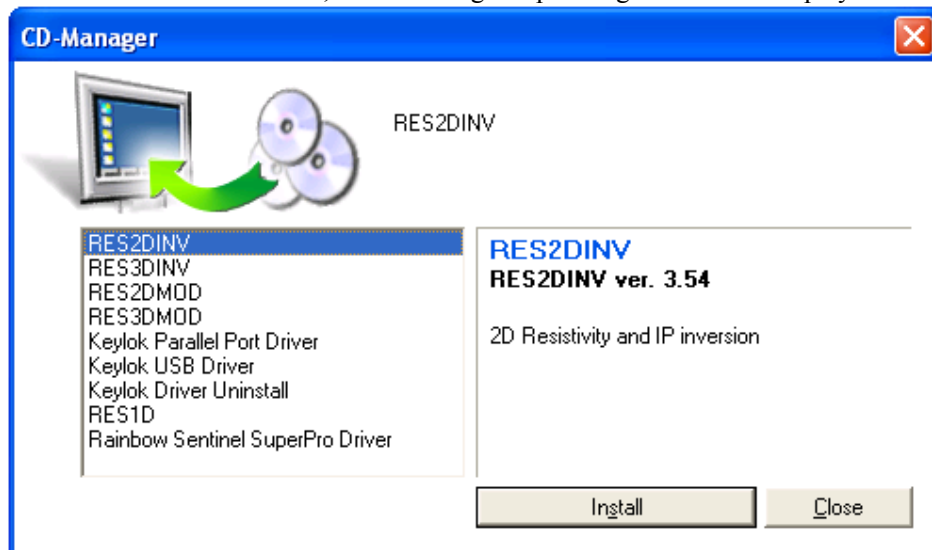 CD-Manager
RES2DINV
RES2DINV
RES3DINV
RES2DMOD
RES3DMOD
Keylok Parallel Port Driver
Keylok USB Driver
Keylok Driver Uninstall
RES1D
Rainbow Sentinel SuperPro Driver
RES2DINV
RES2DINV ver. 3.54
2D Resistivity and IP inversion
Install
Close